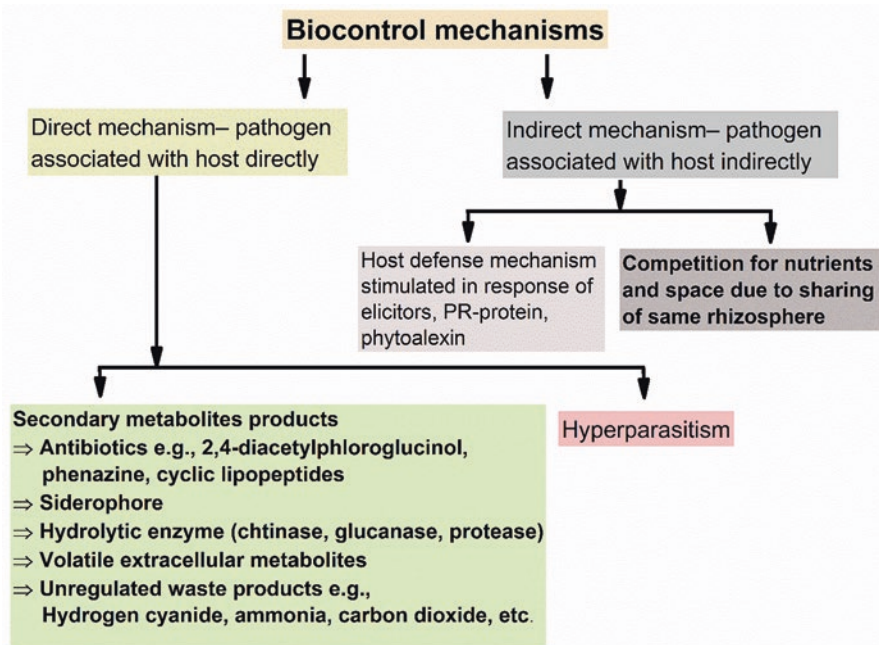 Biocontrol mechanisms
Direct mechanism– pathogen
associated with host directly
Indirect mechanism– pathogen
associated with host indirectly
Host defense mechanism
stimulated in response of
elicitors, PR-protein,
phytoalexin
Competition for nutrients
and space due to sharing
of same rhizosphere
Secondary metabolites products
⇒ Antibiotics e.g., 2,4-diacetylphloroglucinol,
phenazine, cyclic lipopeptides
⇒ Siderophore
⇒ Hydrolytic enzyme (chtinase, glucanase, protease)
⇒ Volatile extracellular metabolites
⇒ Unregulated waste products e.g.,
Hydrogen cyanide, ammonia, carbon dioxide, etc.
Hyperparasitism